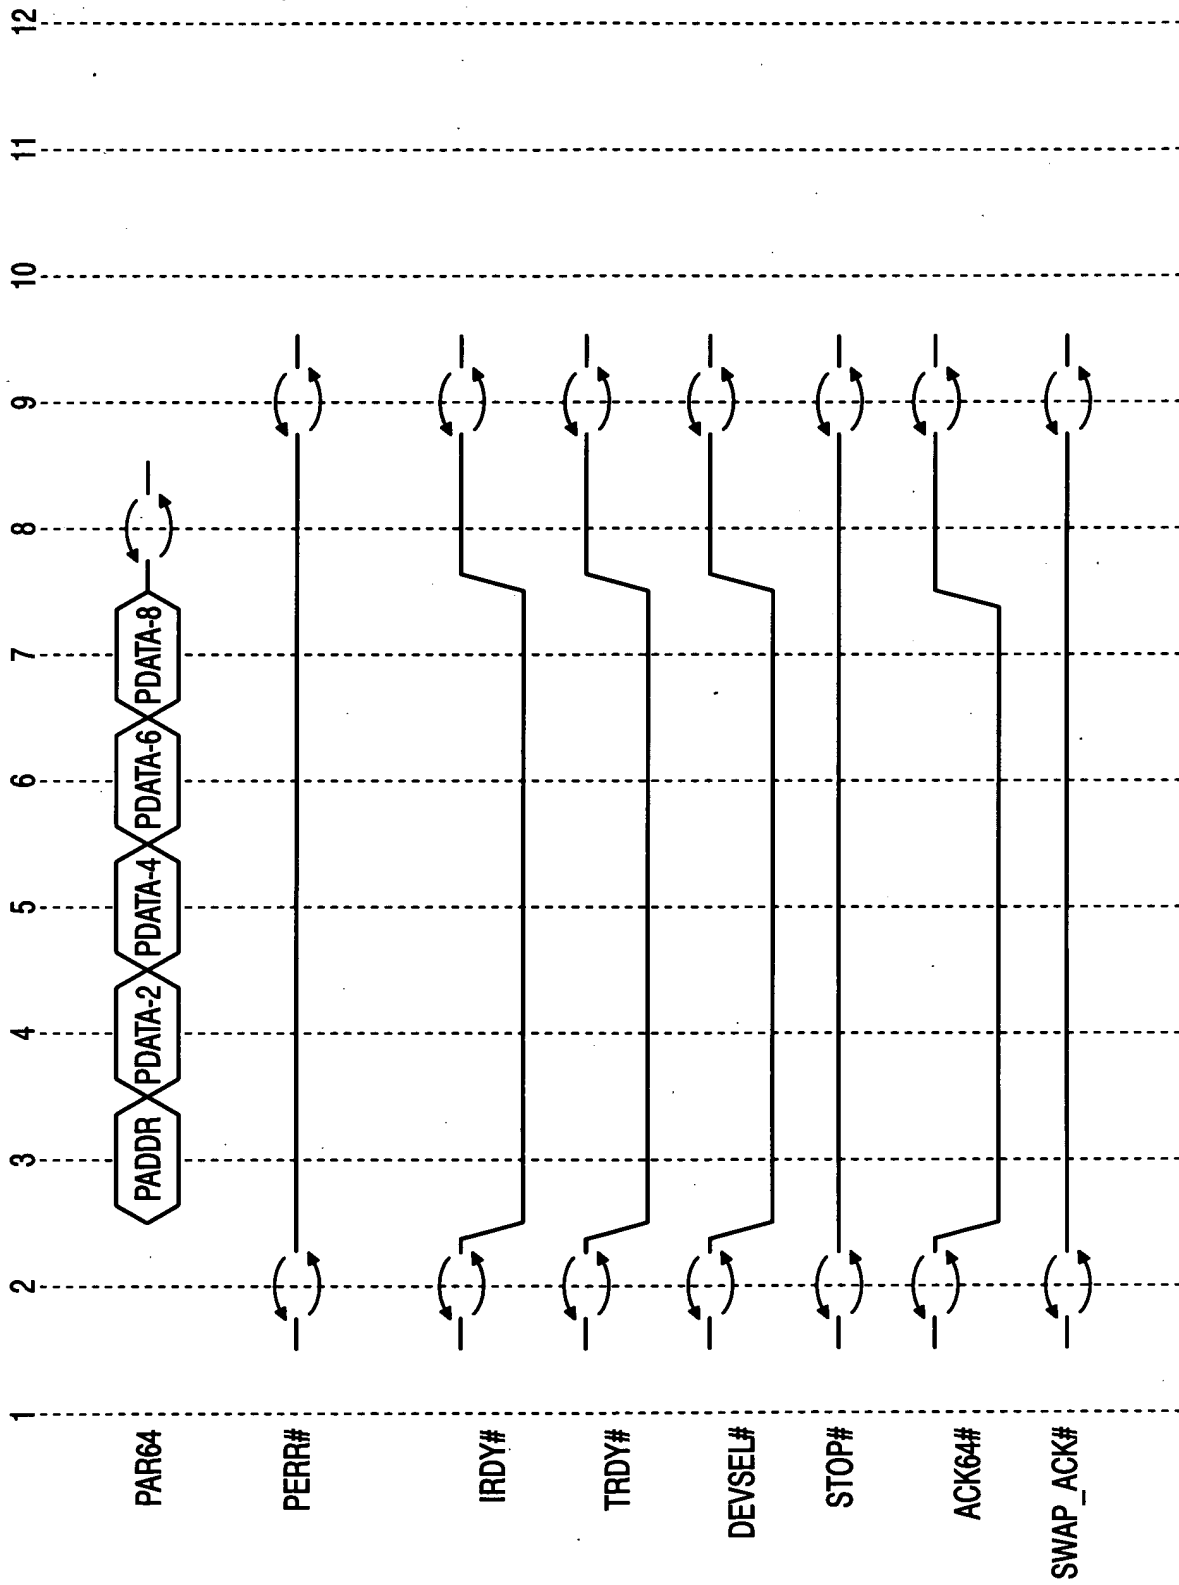 1 2 3 4 5 6 7 8 9 10 11 12
PAR64 PADDR PDATA-2 PDATA-4 PDATA-6 PDATA-8
PERR#
IRDY#
TRDY#
DEVSEL#
STOP#
ACK64#
SWAP_ACK#